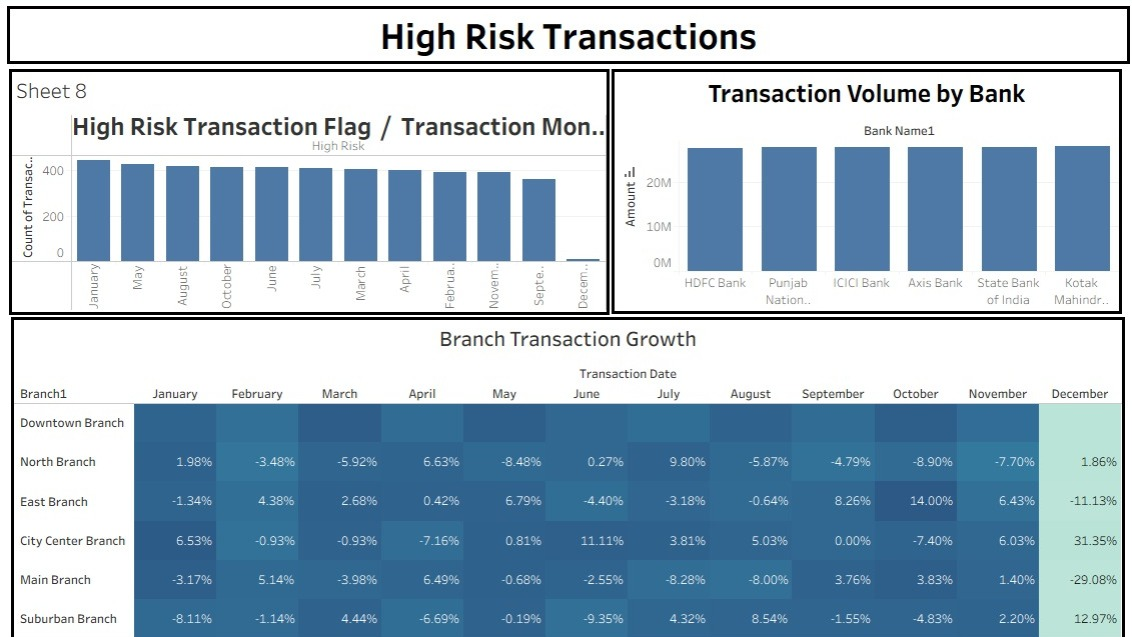 High Risk Transactions
Sheet 8
High Risk Transaction Flag / Transaction Mon..
High Risk
Count of Transac..
400
200
0
January
May
August
October
June
July
March
April
Februa..
Novem..
Septe..
Decem..
Transaction Volume by Bank
Bank Name1
Amount
20M
10M
0M
HDFC Bank
Punjab
Nation..
ICICI Bank
Axis Bank
State Bank
of India
Kotak
Mahindr..
Branch Transaction Growth
Transaction Date
Branch1 January February March April May June July August September October November December
Downtown Branch
North Branch 1.98% -3.48% -5.92% 6.63% -8.48% 0.27% 9.80% -5.87% -4.79% -8.90% -7.70% 1.86%
East Branch -1.34% 4.38% 2.68% 0.42% 6.79% -4.40% -3.18% -0.64% 8.26% 14.00% 6.43% -11.13%
City Center Branch 6.53% -0.93% -0.93% -7.16% 0.81% 11.11% 3.81% 5.03% 0.00% -7.40% 6.03% 31.35%
Main Branch -3.17% 5.14% -3.98% 6.49% -0.68% -2.55% -8.28% -8.00% 3.76% 3.83% 1.40% -29.08%
Suburban Branch -8.11% -1.14% 4.44% -6.69% -0.19% -9.35% 4.32% 8.54% -1.55% -4.83% 2.20% 12.97%